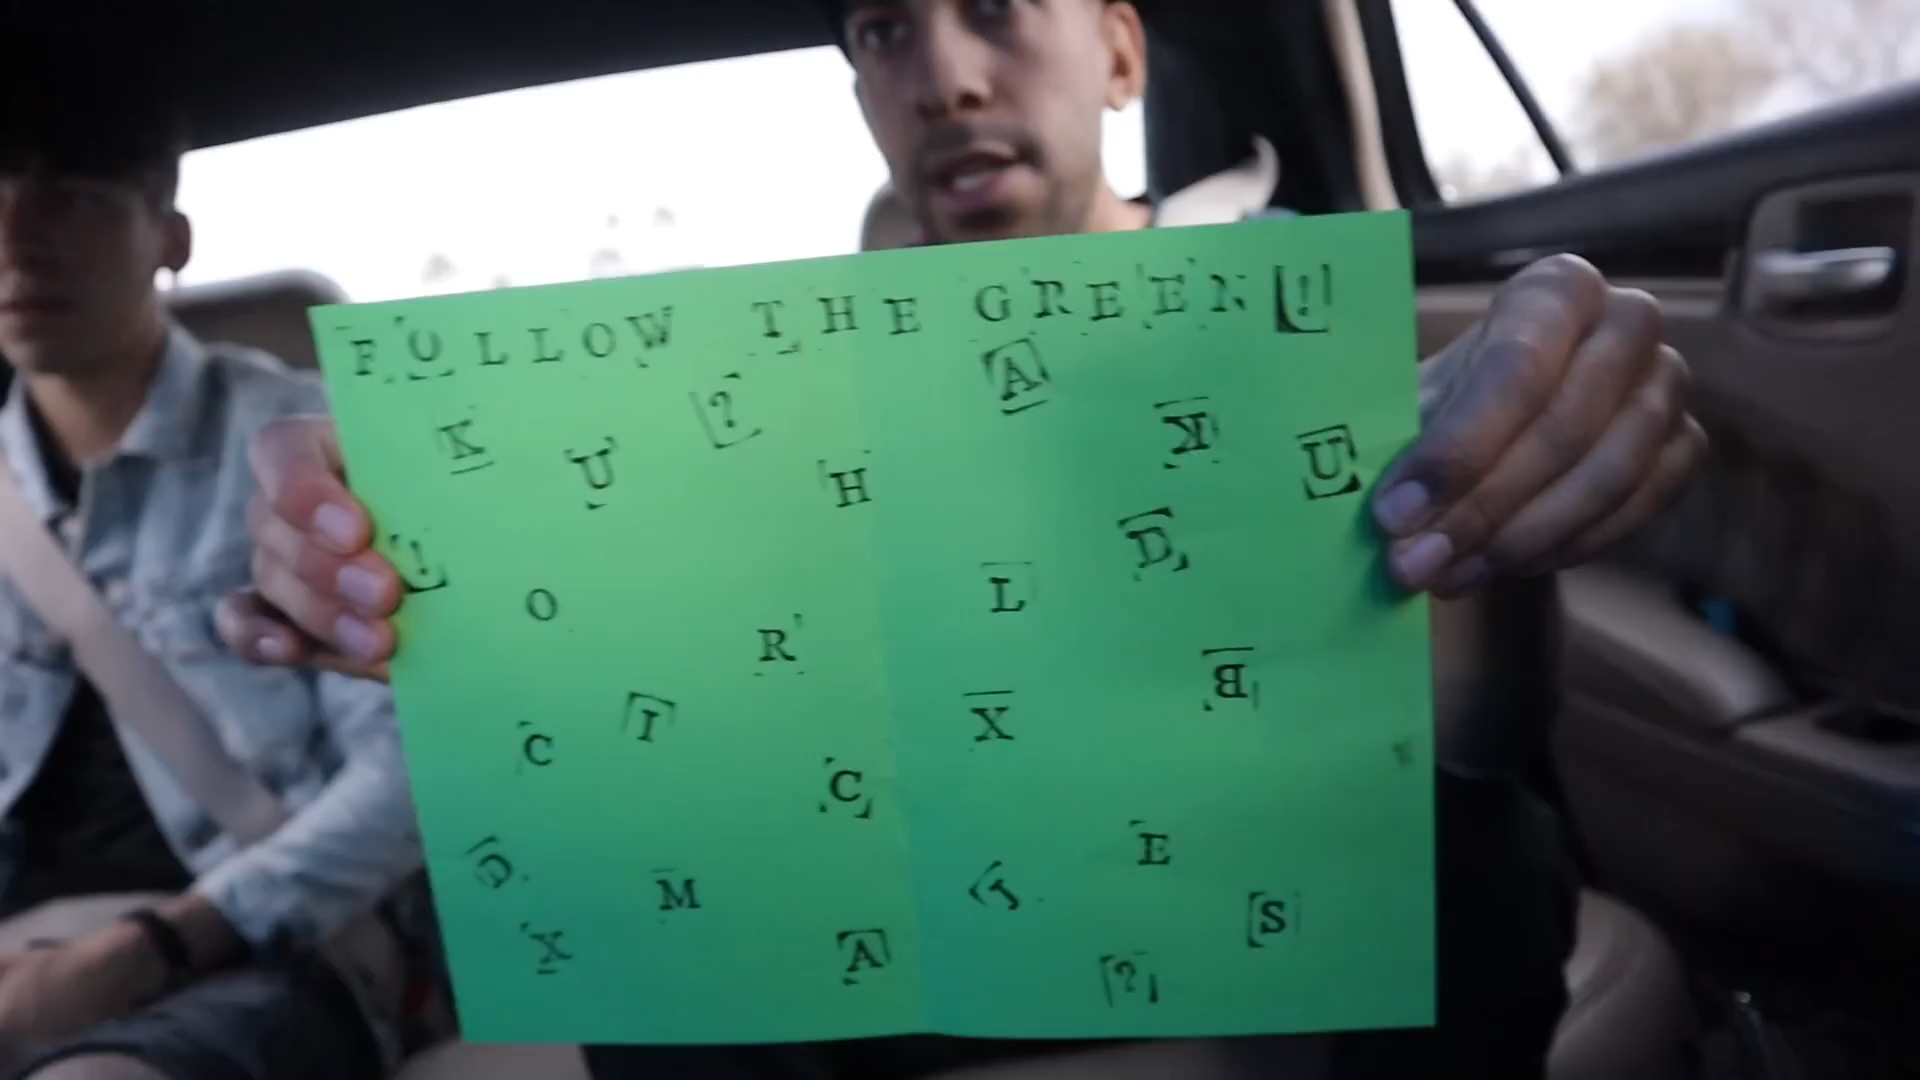 FOLLOW THE GREEN!
A
K ? K
U H U
! D
O L
R B
C I X
C
D M J E
X A ? S